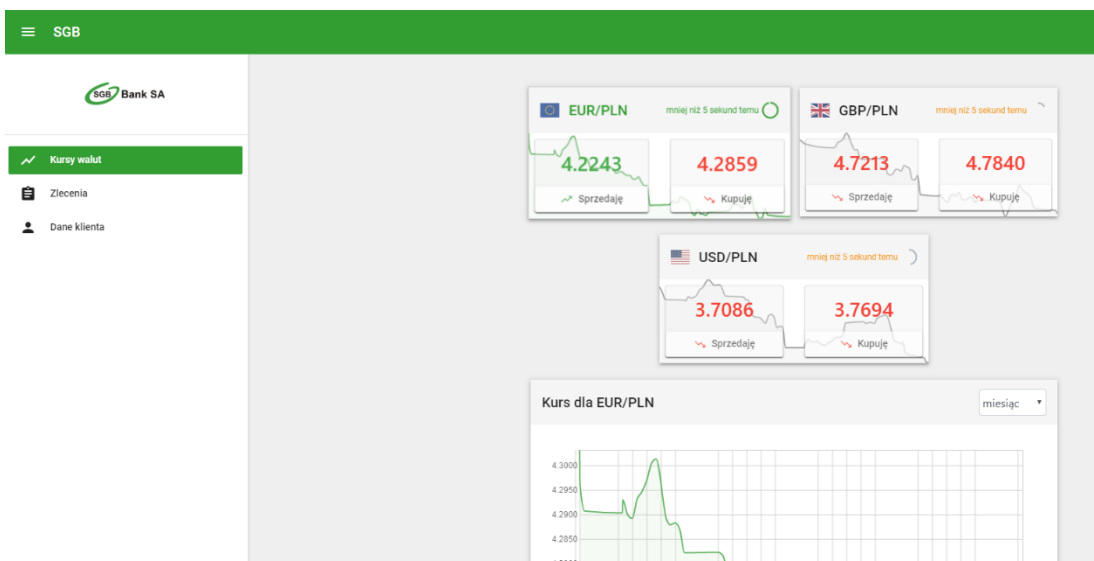 SGB
SGB Bank SA
Kursy walut
Zlecenia
Dane klienta
EUR/PLN mniej niż 5 sekund temu
4.2243 4.2859
Sprzedaję Kupuję
GBP/PLN mniej niż 5 sekund temu
4.7213 4.7840
Sprzedaję Kupuję
USD/PLN mniej niż 5 sekund temu
3.7086 3.7694
Sprzedaję Kupuję
Kurs dla EUR/PLN miesiąc
4.3000
4.2950
4.2900
4.2850